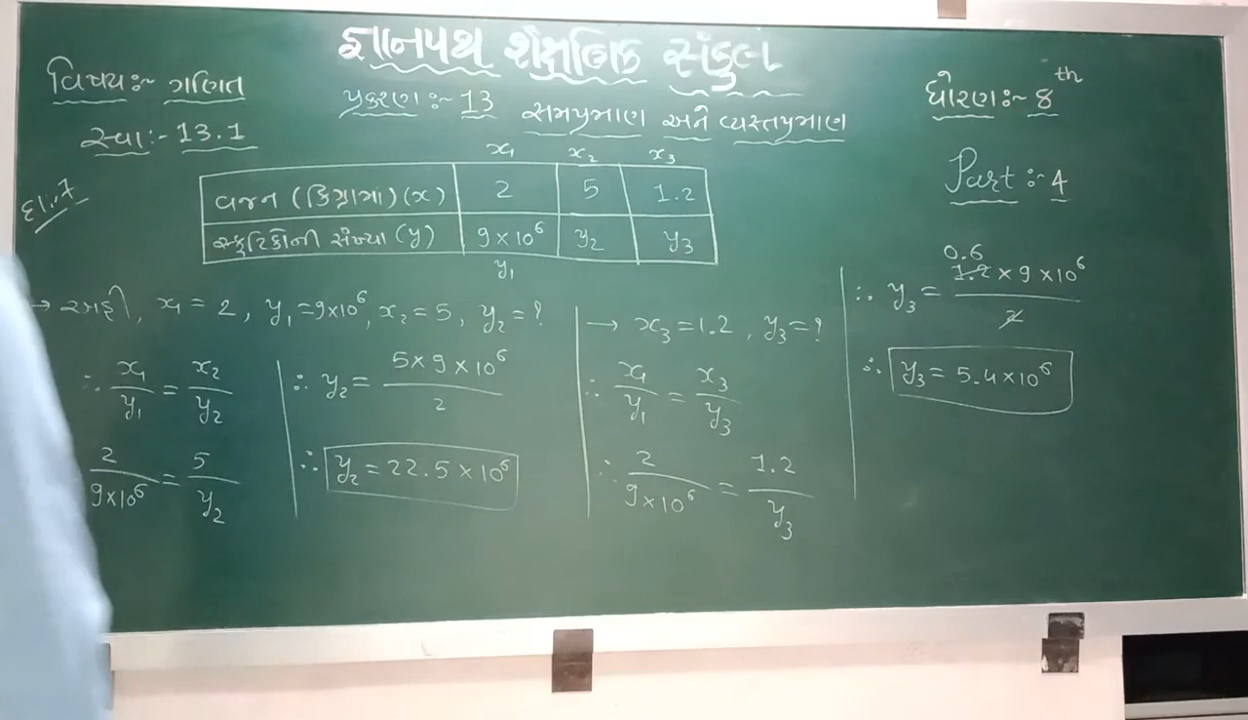 જ્ઞાનપથ શૈક્ષણિક સંકુલ
વિષય:- ગણિત
પ્રકરણ:- 13 સમપ્રમાણ અને વ્યસ્તપ્રમાણ
ધોરણ:- 8th
સ્વા:- 13.1
Part:- 4
દા.7
x₁ x₂ x₃
વજન (કિગ્રામ) (x) 2 5 1.2
સ્ફટિકોની સંખ્યા (y) 9×10⁶ y₂ y₃
y₁
→ અહી, x₁ = 2, y₁ = 9×10⁶, x₂ = 5, y₂ = ?
∴ x₁/y₁ = x₂/y₂
2/9×10⁶ = 5/y₂
∴ y₂ = 5×9×10⁶/2
∴ y₂ = 22.5×10⁶
→ x₃ = 1.2, y₃ = ?
∴ x₁/y₁ = x₃/y₃
∴ 2/9×10⁶ = 1.2/y₃
0.6
∴ y₃ = 1.2×9×10⁶/2
∴ y₃ = 5.4×10⁶